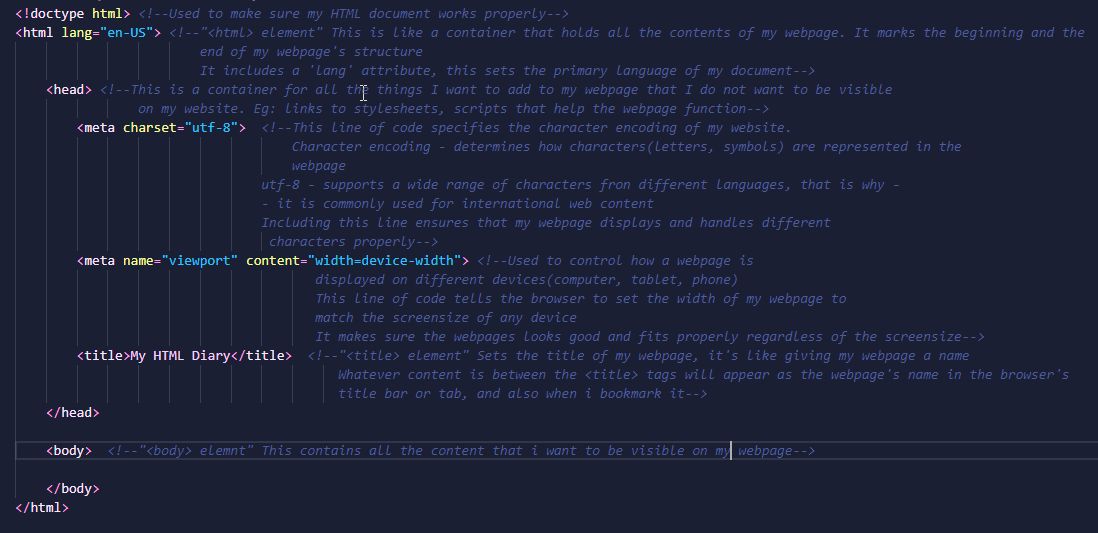 <!doctype html> <!--Used to make sure my HTML document works properly-->
<html lang="en-US"> <!--"<html> element" This is like a container that holds all the contents of my webpage. It marks the beginning and the
end of my webpage's structure
It includes a 'lang' attribute, this sets the primary language of my document-->
<head> <!--This is a container for all the things I want to add to my webpage that I do not want to be visible
on my website. Eg: links to stylesheets, scripts that help the webpage function-->
<meta charset="utf-8"> <!--This line of code specifies the character encoding of my website.
Character encoding - determines how characters(letters, symbols) are represented in the
webpage
utf-8 - supports a wide range of characters fron different languages, that is why -
- it is commonly used for international web content
Including this line ensures that my webpage displays and handles different
characters properly-->
<meta name="viewport" content="width=device-width"> <!--Used to control how a webpage is
displayed on different devices(computer, tablet, phone)
This line of code tells the browser to set the width of my webpage to
match the screensize of any device
It makes sure the webpages looks good and fits properly regardless of the screensize-->
<title>My HTML Diary</title> <!--"<title> element" Sets the title of my webpage, it's like giving my webpage a name
Whatever content is between the <title> tags will appear as the webpage's name in the browser's
title bar or tab, and also when i bookmark it-->
</head>
<body> <!--"<body> elemnt" This contains all the content that i want to be visible on my webpage-->
</body>
</html>